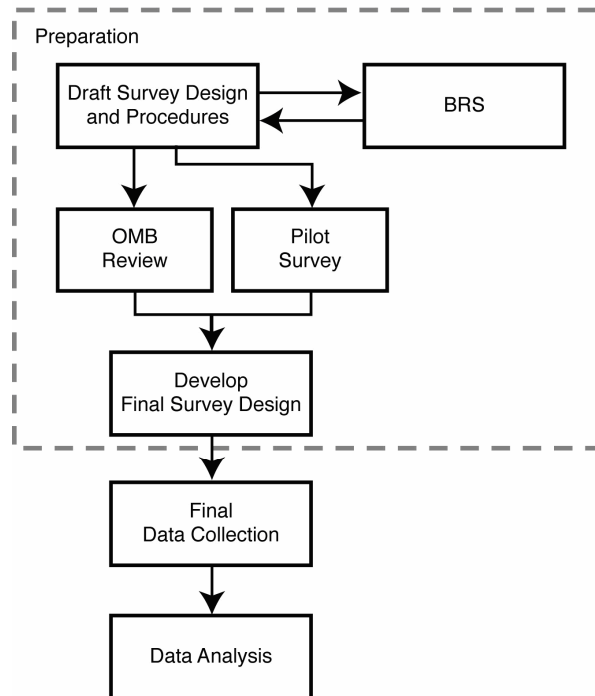 Preparation
Draft Survey Design
and Procedures
BRS
OMB
Review
Pilot
Survey
Develop
Final Survey Design
Final
Data Collection
Data Analysis